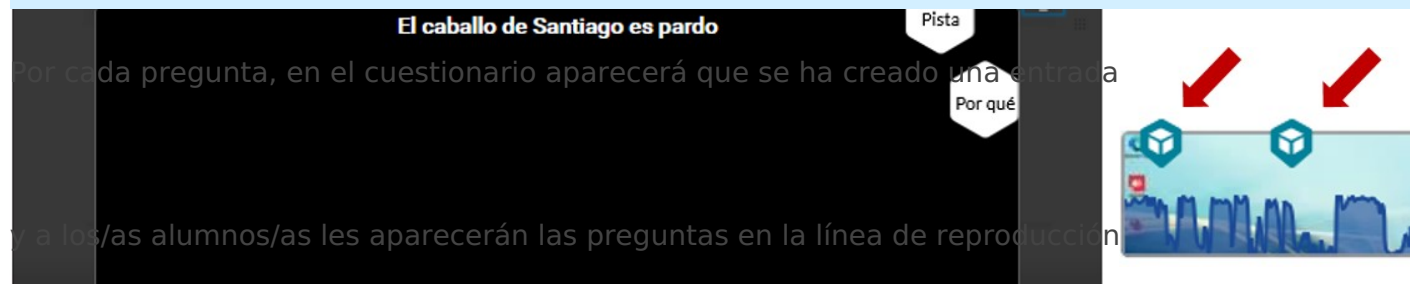 El caballo de Santiago es pardo
Pista
Por cada pregunta, en el cuestionario aparecerá que se ha creado una entrada
Por qué
y a los/as alumnos/as les aparecerán las preguntas en la línea de reproducción